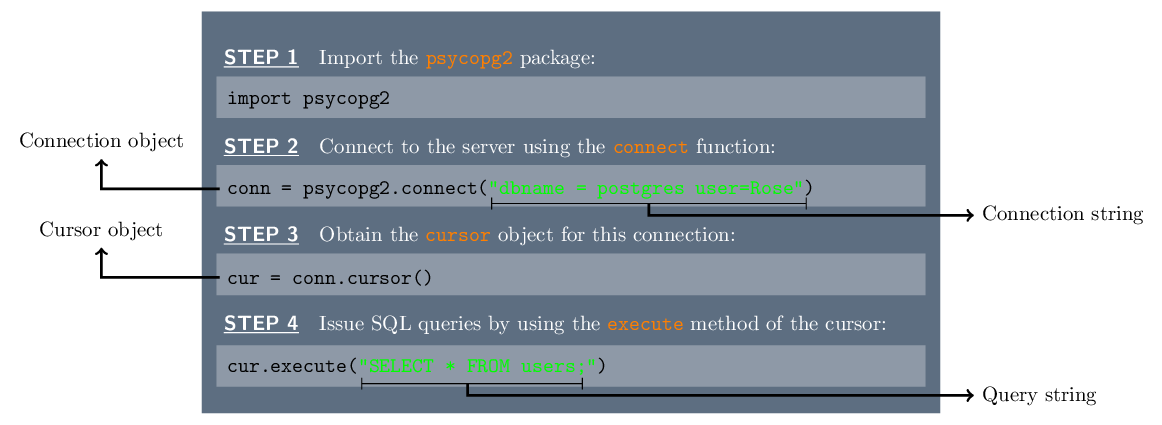 STEP 1 Import the psycopg2 package:
import psycopg2
Connection object
STEP 2 Connect to the server using the connect function:
conn = psycopg2.connect("dbname = postgres user=Rose")
Connection string
Cursor object
STEP 3 Obtain the cursor object for this connection:
cur = conn.cursor()
STEP 4 Issue SQL queries by using the execute method of the cursor:
cur.execute("SELECT * FROM users;")
Query string